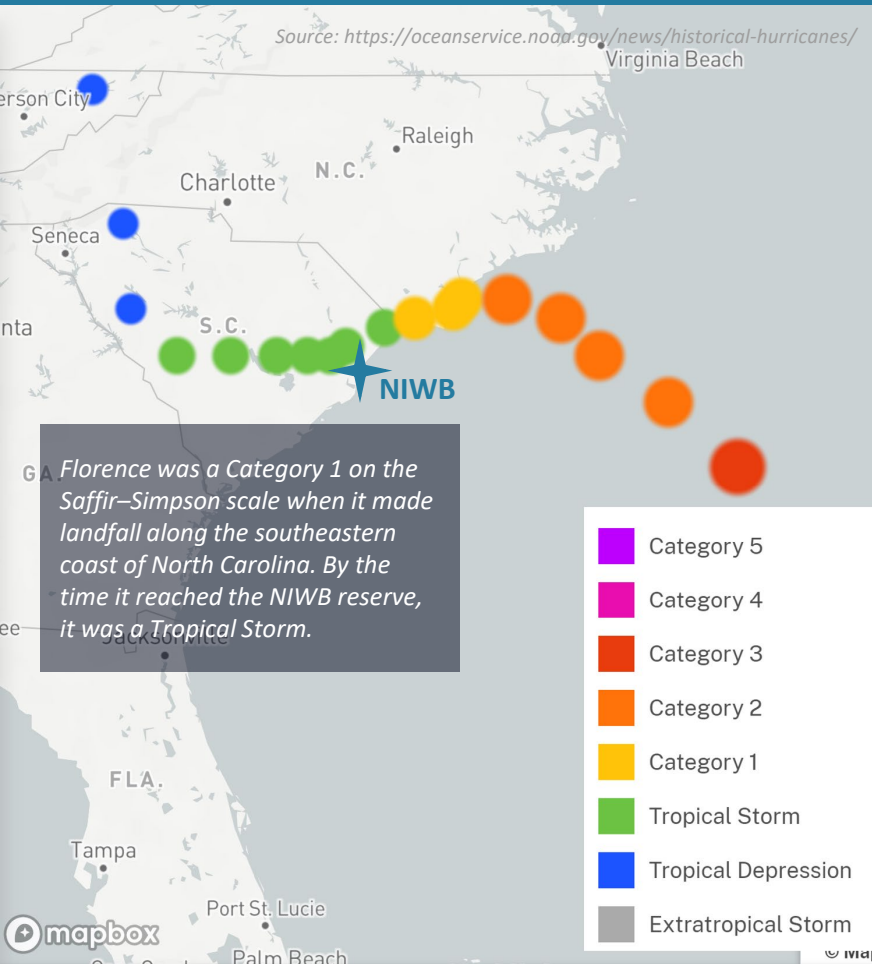 Source: https://oceanservice.noaa.gov/news/historical-hurricanes/
Virginia Beach
erson City
Raleigh
N.C.
Charlotte
Seneca
nta
S.C.
NIWB
GA.
Florence was a Category 1 on the
Saffir–Simpson scale when it made
landfall along the southeastern
coast of North Carolina. By the
time it reached the NIWB reserve,
it was a Tropical Storm.
ee
Jacksonville
Category 5
Category 4
Category 3
Category 2
Category 1
Tropical Storm
Tropical Depression
Extratropical Storm
FLA.
Tampa
Port St. Lucie
mapbox
Palm Beach
© Map